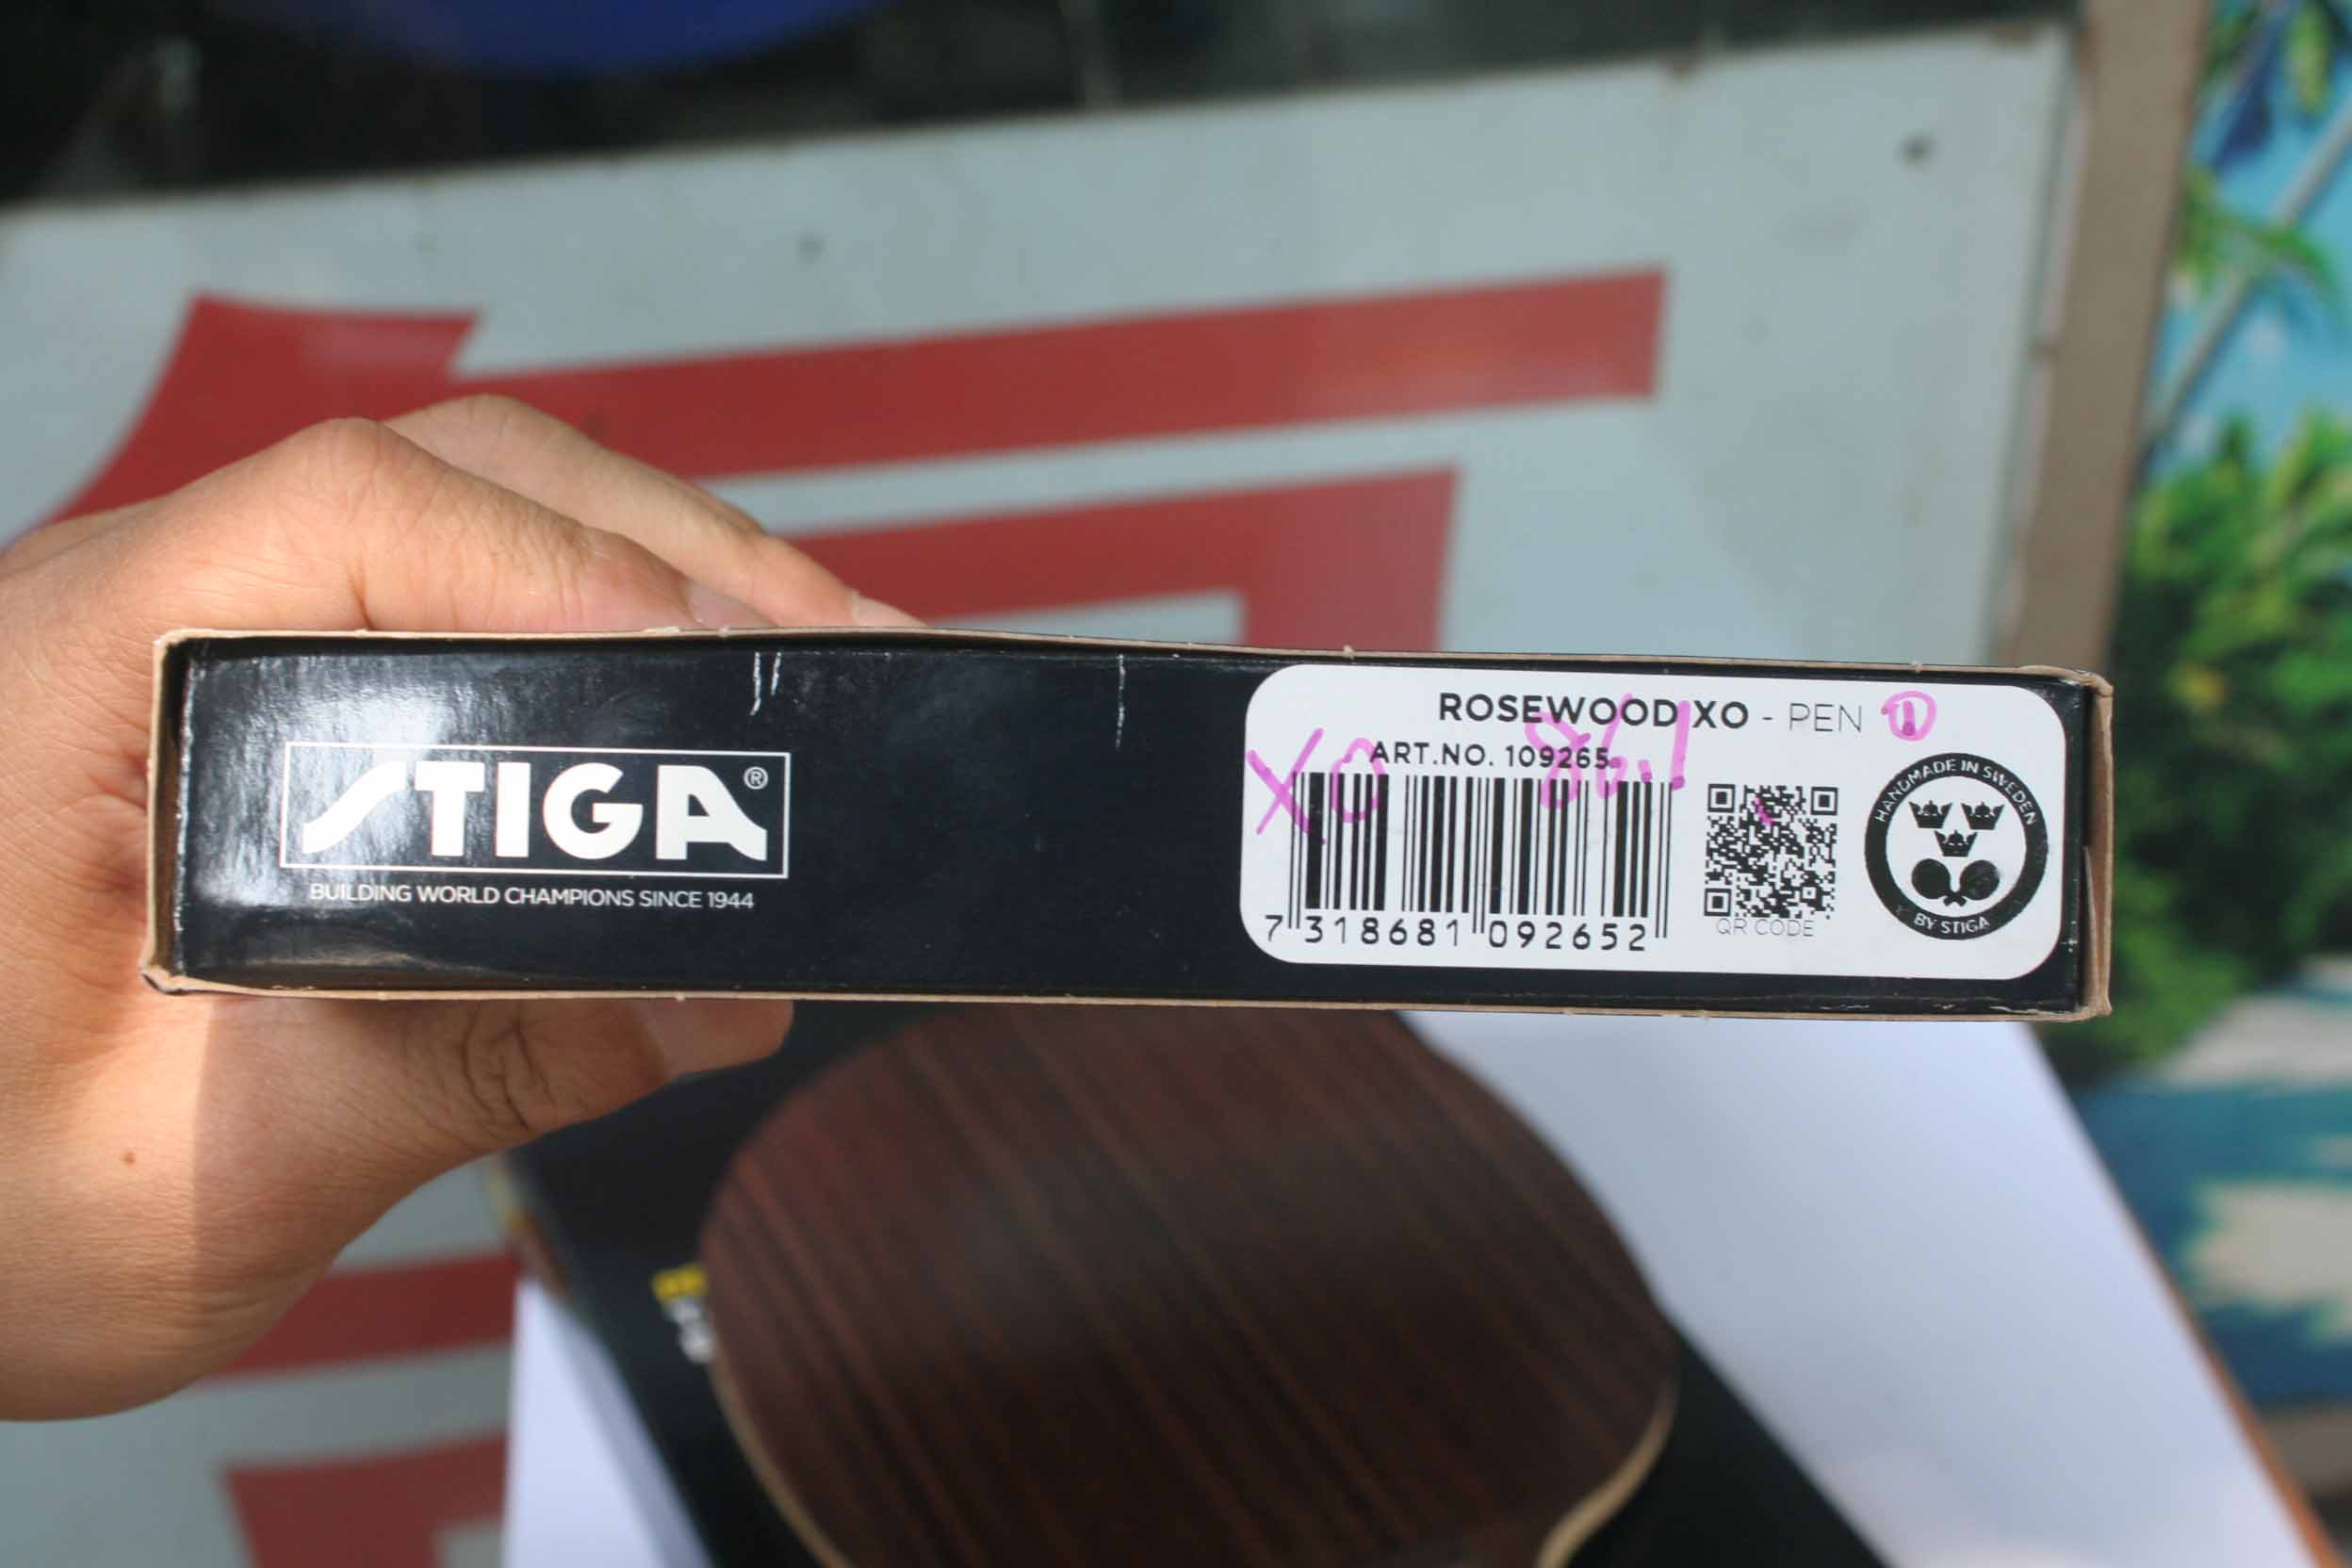 STIGA®
BUILDING WORLD CHAMPIONS SINCE 1944
ROSEWOOD XO - PEN
ART.NO. 109265
XO
86.1
7 318681 092652
QR CODE
HANDMADE IN SWEDEN
BY STIGA